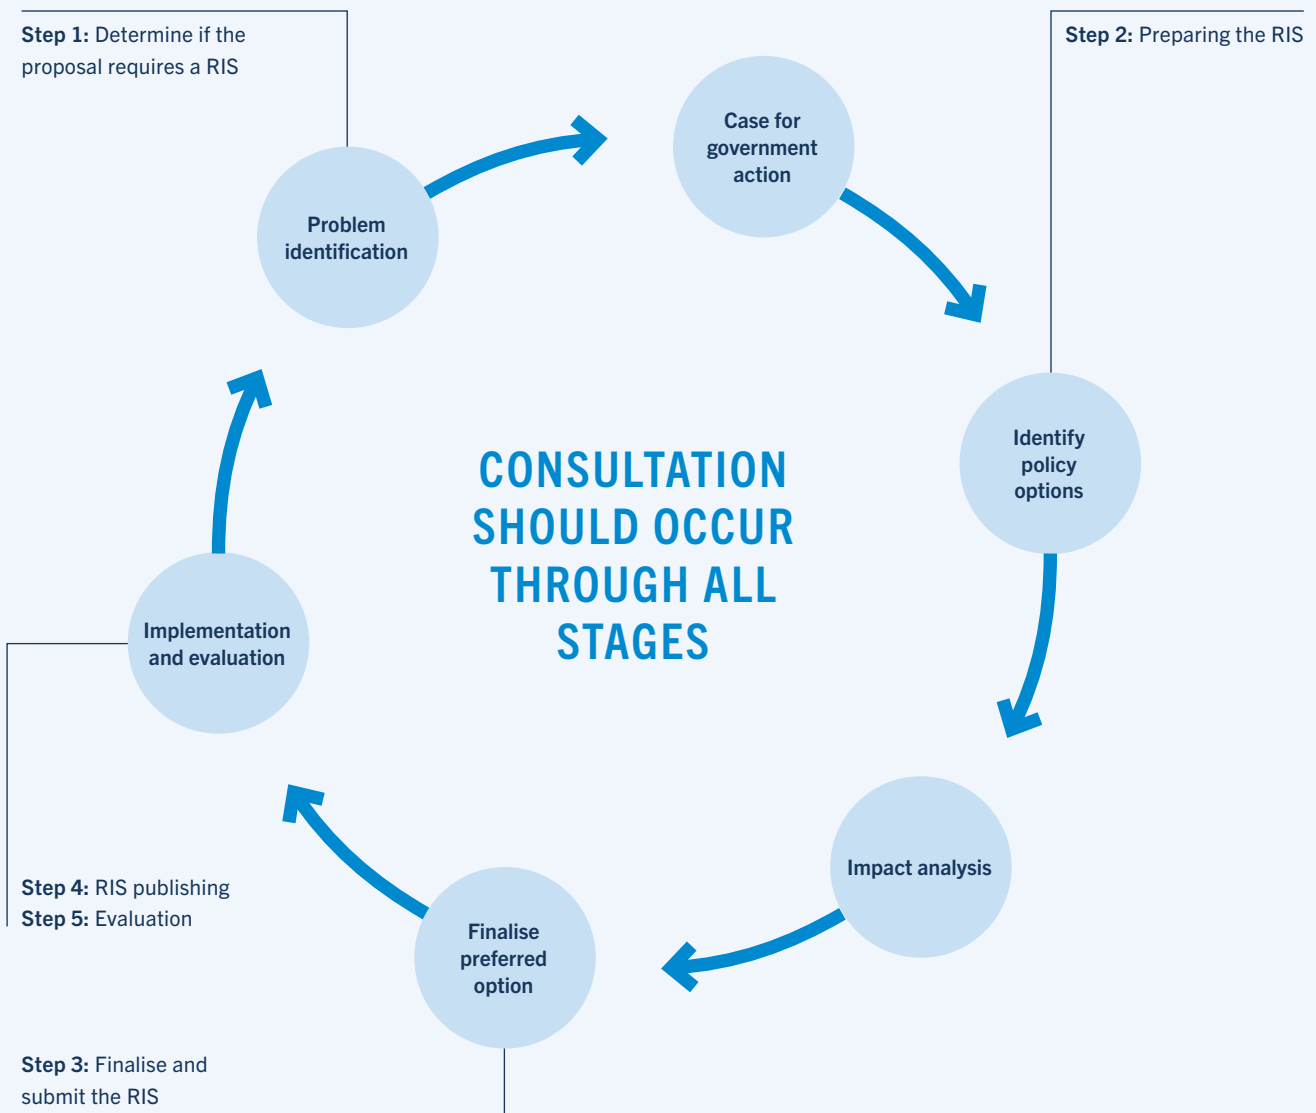 Step 1: Determine if the
proposal requires a RIS
Step 2: Preparing the RIS
Case for
government
action
Problem
identification
Identify
policy
options
CONSULTATION
SHOULD OCCUR
THROUGH ALL
STAGES
Implementation
and evaluation
Impact analysis
Step 4: RIS publishing
Step 5: Evaluation
Finalise
preferred
option
Step 3: Finalise and
submit the RIS